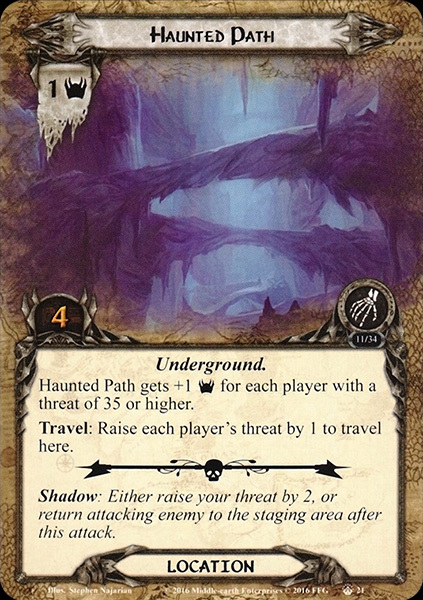 Haunted Path
1
4
11/34
Underground.
Haunted Path gets +1 for each player with a
threat of 35 or higher.
Travel: Raise each player's threat by 1 to travel
here.
Shadow: Either raise your threat by 2, or
return attacking enemy to the staging area after
this attack.
LOCATION
Illus. Stephen Najarian © 2016 Middle-earth Enterprises © 2016 FFG 21